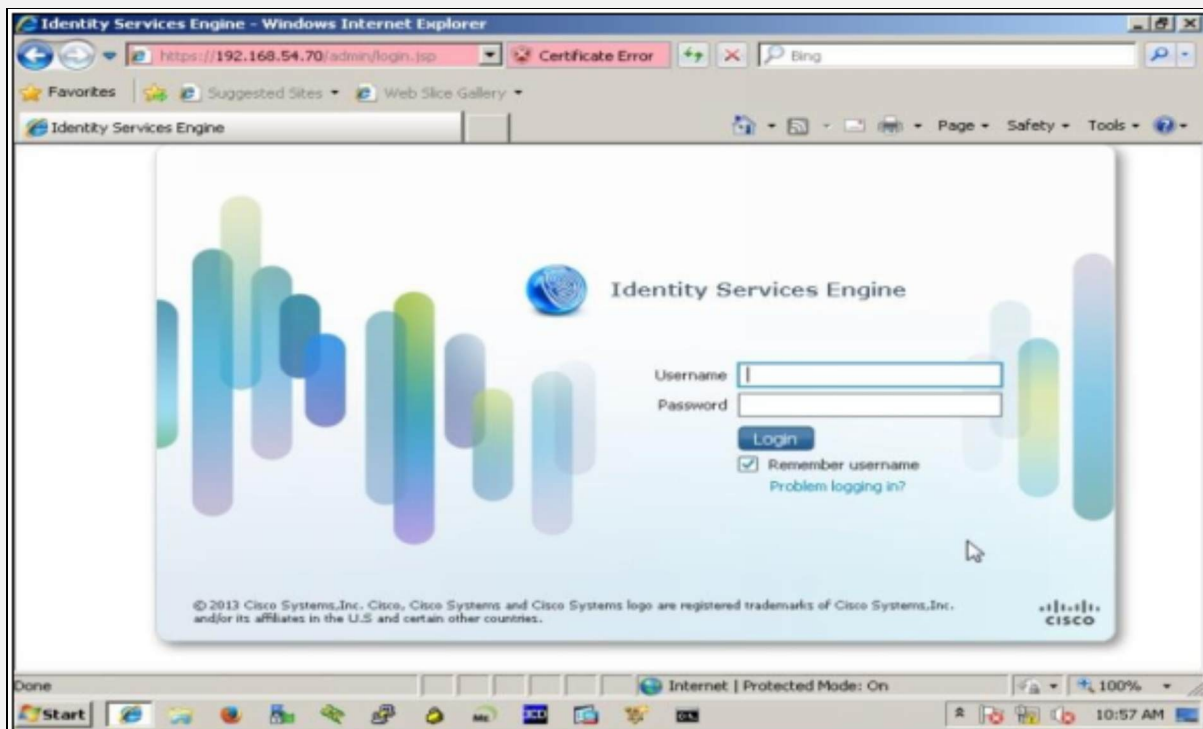 Identity Services Engine - Windows Internet Explorer
https://192.168.54.70/admin/login.jsp
Certificate Error
Bing
Favorites
Suggested Sites
Web Slice Gallery
Identity Services Engine
Page
Safety
Tools
Identity Services Engine
Username
Password
Login
Remember username
Problem logging in?
© 2013 Cisco Systems,Inc. Cisco, Cisco Systems and Cisco Systems logo are registered trademarks of Cisco Systems,Inc.
and/or its affiliates in the U.S and certain other countries.
CISCO
Done
Internet | Protected Mode: On
100%
Start
10:57 AM